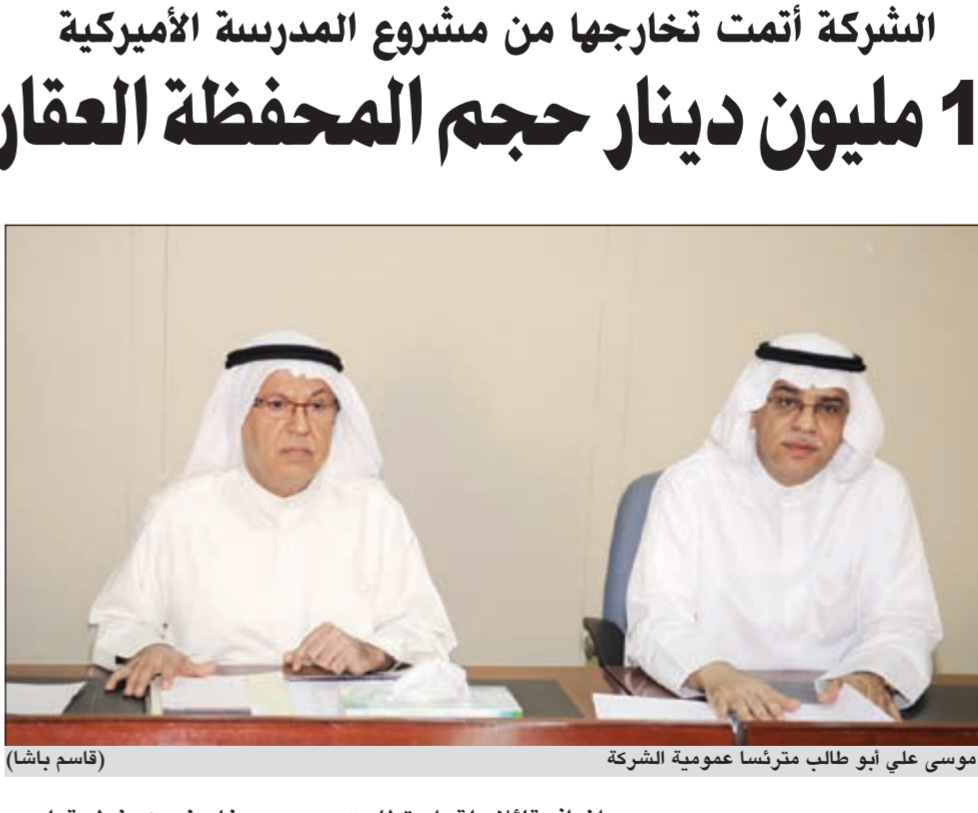 الشركة أتمت تخارجها من مشروع المدرسة الأميركية
1 مليون دينار حجم المحفظة العقار
موسى علي أبو طالب مترئسا عمومية الشركة (قاسم باشا)